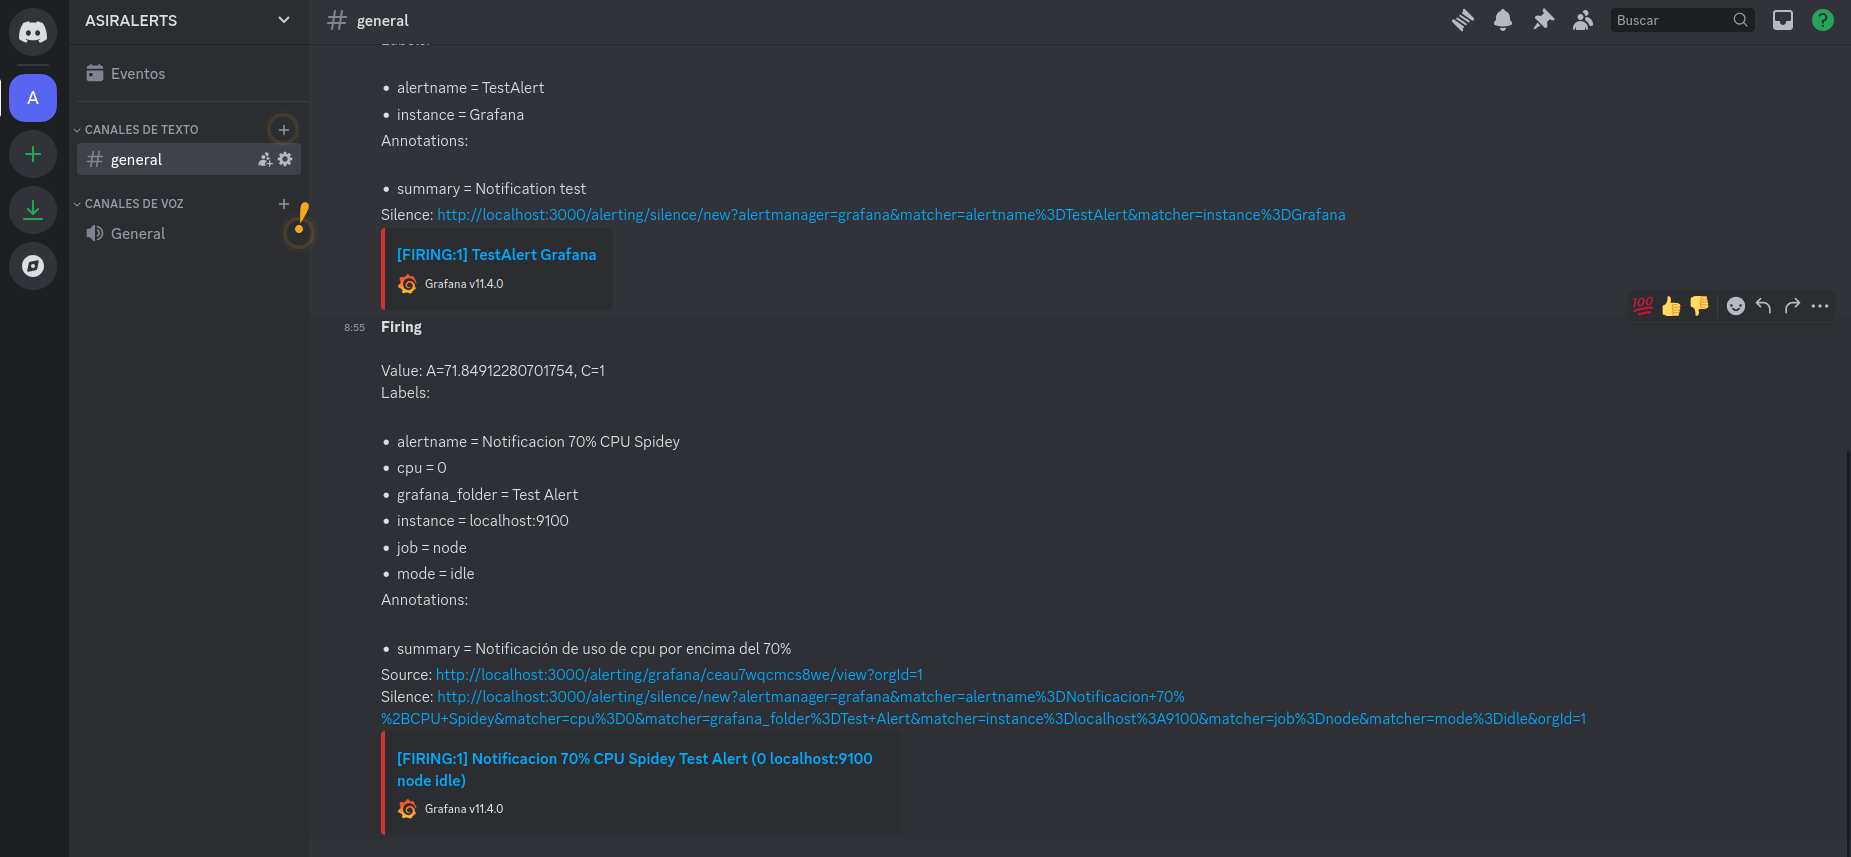 ASIRALERTS
Eventos
CANALES DE TEXTO
general
CANALES DE VOZ
General
A
general
Buscar
Labels:
• alertname = TestAlert
• instance = Grafana
Annotations:
• summary = Notification test
Silence: http://localhost:3000/alerting/silence/new?alertmanager=grafana&matcher=alertname%3DTestAlert&matcher=instance%3DGrafana
[FIRING:1] TestAlert Grafana
Grafana v11.4.0
100
8:55 Firing
Value: A=71.84912280701754, C=1
Labels:
• alertname = Notificacion 70% CPU Spidey
• cpu = 0
• grafana_folder = Test Alert
• instance = localhost:9100
• job = node
• mode = idle
Annotations:
• summary = Notificación de uso de cpu por encima del 70%
Source: http://localhost:3000/alerting/grafana/ceau7wqcmcs8we/view?orgId=1
Silence: http://localhost:3000/alerting/silence/new?alertmanager=grafana&matcher=alertname%3DNotificacion+70%
%2BCPU+Spidey&matcher=cpu%3D0&matcher=grafana_folder%3DTest+Alert&matcher=instance%3Dlocalhost%3A9100&matcher=job%3Dnode&matcher=mode%3Didle&orgId=1
[FIRING:1] Notificacion 70% CPU Spidey Test Alert (0 localhost:9100
node idle)
Grafana v11.4.0